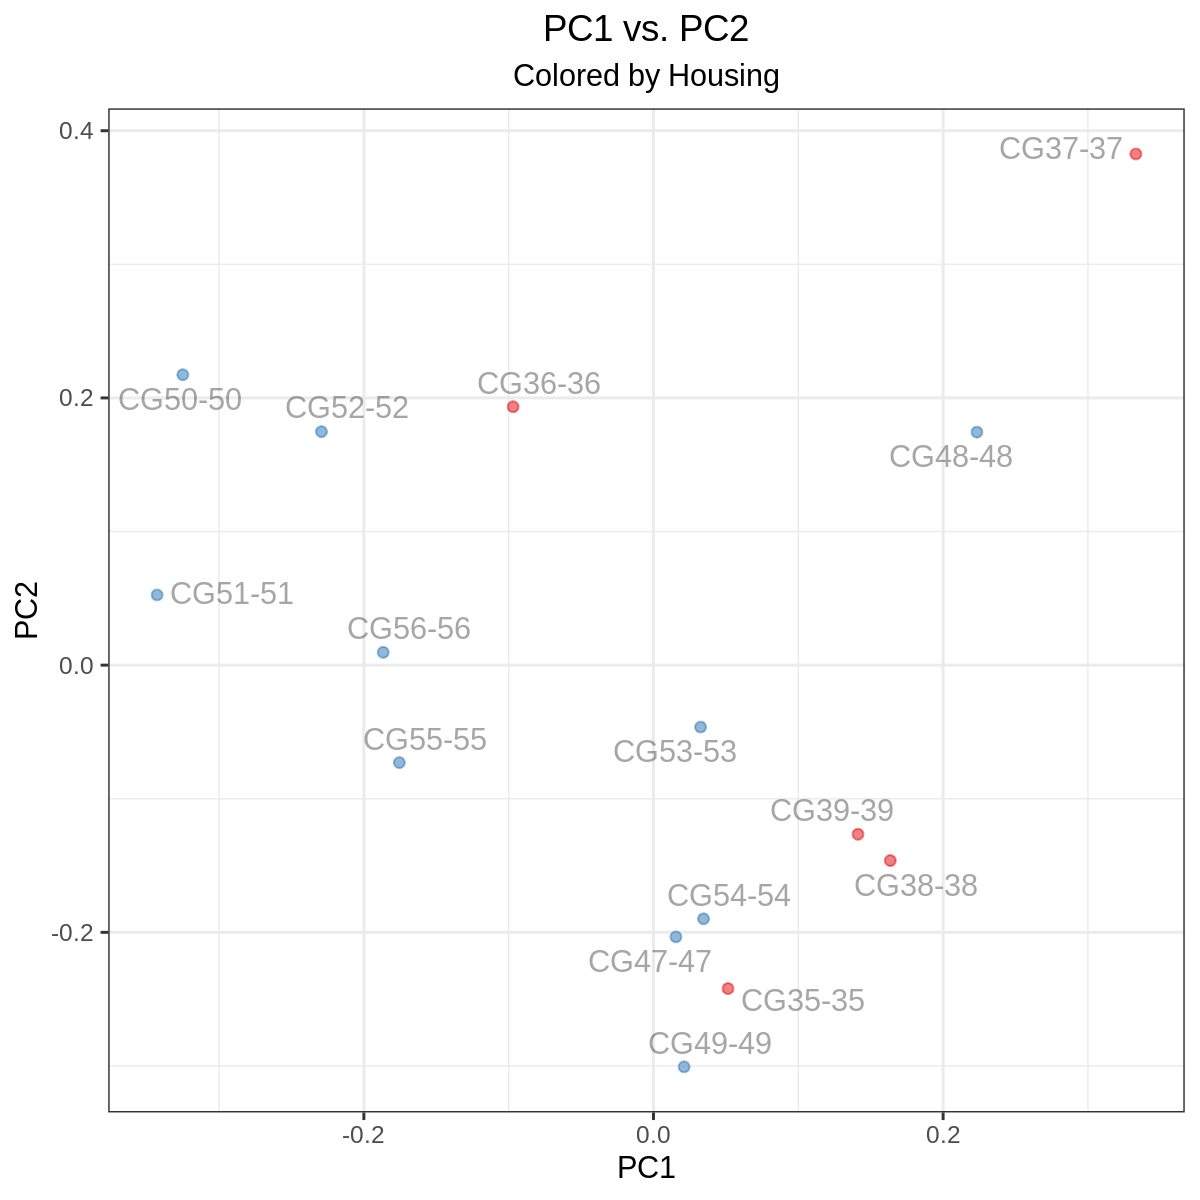 PC1 vs. PC2
Colored by Housing
0.4
CG37-37
0.2
CG50-50
CG52-52
CG36-36
CG48-48
CG51-51
CG56-56
PC2
0.0
CG55-55
CG53-53
CG39-39
CG38-38
CG54-54
-0.2
CG47-47
CG35-35
CG49-49
-0.2 0.0 0.2
PC1